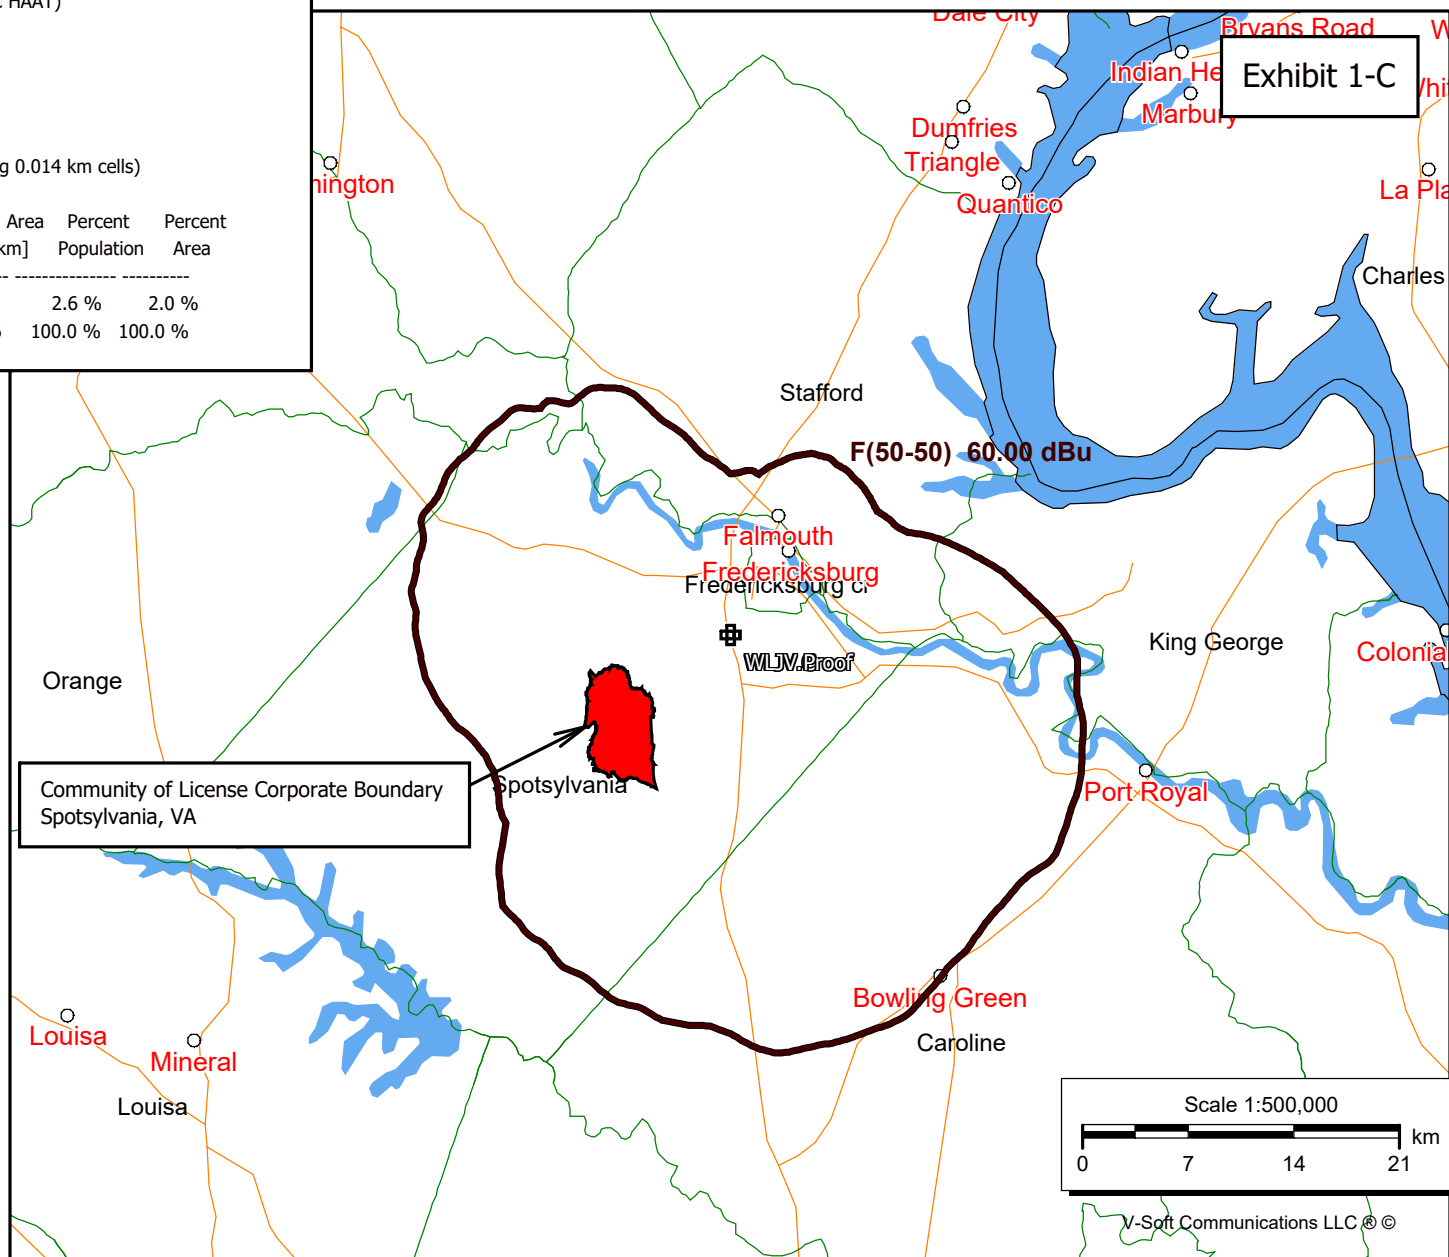 HAAT)
g 0.014 km cells)
Area Percent Percent
km] Population Area
-- --------------- ----------
2.6 % 2.0 %
100.0 % 100.0 %
Exhibit 1-C
Dale City
Bryans Road
Indian He
Marbury
Dumfries
Triangle
Quantico
La Pla
Charles
Stafford
F(50-50) 60.00 dBu
Falmouth
Fredericksburg
Fredericksburg ci
WLJV.Proof
King George
Colonia
Orange
Community of License Corporate Boundary
Spotsylvania, VA
Spotsylvania
Port Royal
Bowling Green
Caroline
Louisa
Mineral
Louisa
Scale 1:500,000
km
0 7 14 21
V-Soft Communications LLC ® ©